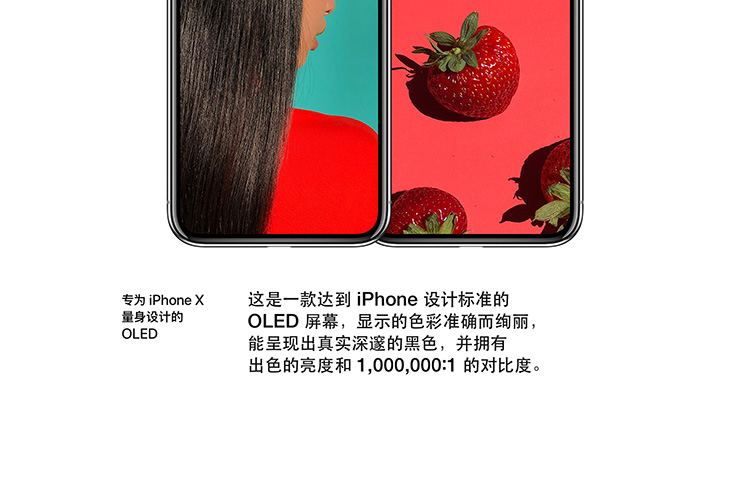 专为 iPhone X
量身设计的
OLED
这是一款达到 iPhone 设计标准的
OLED 屏幕，显示的色彩准确而绚丽，
能呈现出真实深邃的黑色，并拥有
出色的亮度和 1,000,000:1 的对比度。